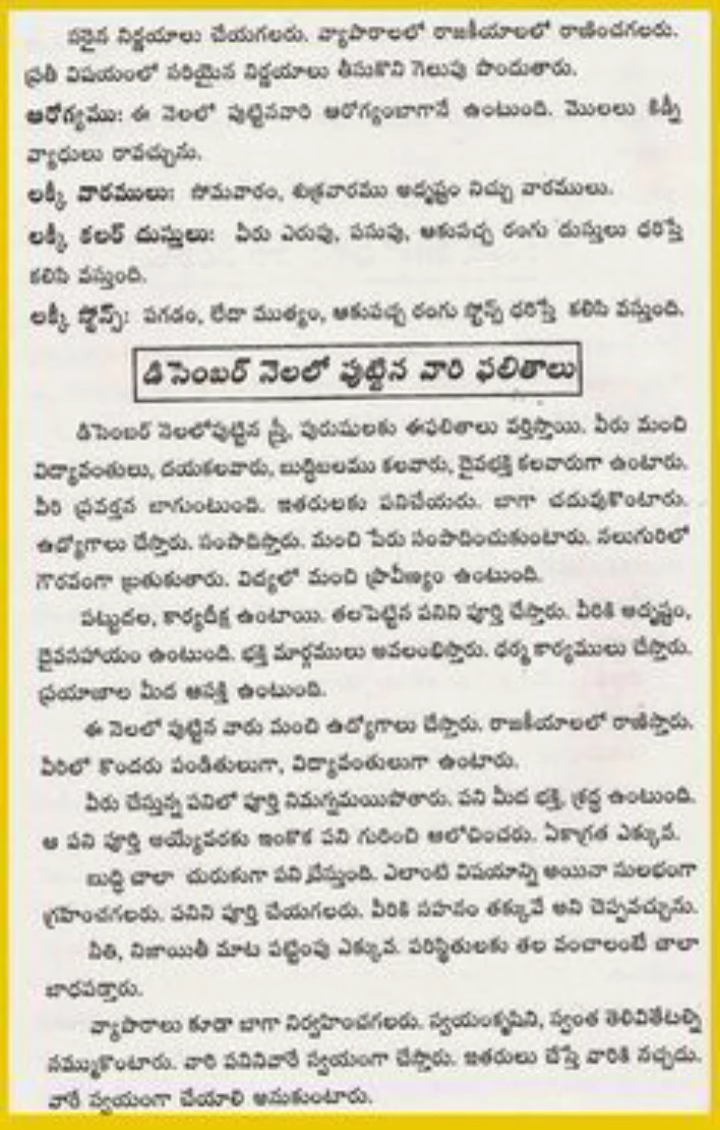 సరైన నిర్ణయాలు చేయగలరు. వ్యాపారాలలో రాజకీయాలలో రాణించగలరు.
ప్రతీ విషయంలో సరియైన నిర్ణయాలు తీసుకొని గెలుపు పొందుతారు.
ఆరోగ్యము: ఈ నెలలో పుట్టినవారి ఆరోగ్యంబాగానే ఉంటుంది. మొలలు కిడ్నీ
వ్యాధులు రావచ్చును.
లక్కీ వారములు: సోమవారం, శుక్రవారము అదృష్టం నిచ్చు వారములు.
లక్కీ కలర్ దుస్తులు: వీరు ఎరుపు, పసుపు, ఆకుపచ్చ రంగు దుస్తులు ధరిస్తే
కలిసి వస్తుంది.
లక్కీ స్టోన్స్: పగడం, లేదా ముత్యం, ఆకుపచ్చ రంగు స్టోన్స్ ధరిస్తే కలిసి వస్తుంది.
డిసెంబర్ నెలలో పుట్టిన వారి ఫలితాలు
డిసెంబర్ నెలలోపుట్టిన స్త్రీ, పురుషులకు ఈఫలితాలు వర్తిస్తాయి. వీరు మంచి
విద్యావంతులు, దయకలవారు, బుద్ధిబలము కలవారు, దైవభక్తి కలవారుగా ఉంటారు.
వీరి ప్రవర్తన బాగుంటుంది. ఇతరులకు పనిచేయరు. బాగా చదువుకొంటారు.
ఉద్యోగాలు చేస్తారు. సంపాదిస్తారు. మంచి పేరు సంపాదించుకుంటారు. నలుగురిలో
గౌరవంగా బ్రతుకుతారు. విద్యలో మంచి ప్రావీణ్యం ఉంటుంది.
పట్టుదల, కార్యదీక్ష ఉంటాయి. తలపెట్టిన పనిని పూర్తి చేస్తారు. వీరికి అదృష్టం,
దైవసహాయం ఉంటుంది. భక్తి మార్గములు అవలంభిస్తారు. ధర్మ కార్యములు చేస్తారు.
ప్రయాణాల మీద ఆసక్తి ఉంటుంది.
ఈ నెలలో పుట్టిన వారు మంచి ఉద్యోగాలు చేస్తారు. రాజకీయాలలో రాణిస్తారు.
వీరిలో కొందరు పండితులుగా, విద్యావంతులుగా ఉంటారు.
వీరు చేస్తున్న పనిలో పూర్తి నిమగ్నమయిపోతారు. పని మీద భక్తి, శ్రద్ధ ఉంటుంది.
ఆ పని పూర్తి అయ్యేవరకు ఇంకొక పని గురించి ఆలోచించరు. ఏకాగ్రత ఎక్కువ.
బుద్ధి చాలా చురుకుగా పని చేస్తుంది. ఎలాంటి విషయాన్ని అయినా సులభంగా
గ్రహించగలరు. పనిని పూర్తి చేయగలరు. వీరికి సహనం తక్కువే అని చెప్పవచ్చును.
నీతి, నిజాయితీ మాట పట్టింపు ఎక్కువ. పరిస్థితులకు తల వంచాలంటే చాలా
బాధపడ్తారు.
వ్యాపారాలు కూడా బాగా నిర్వహించగలరు. స్వయంకృషిని, స్వంత తెలివితేటల్ని
నమ్ముకొంటారు. వారి పనినివారే స్వయంగా చేస్తారు. ఇతరులు చేస్తే వారికి నచ్చదు.
వారే స్వయంగా చేయాలి అనుకుంటారు.